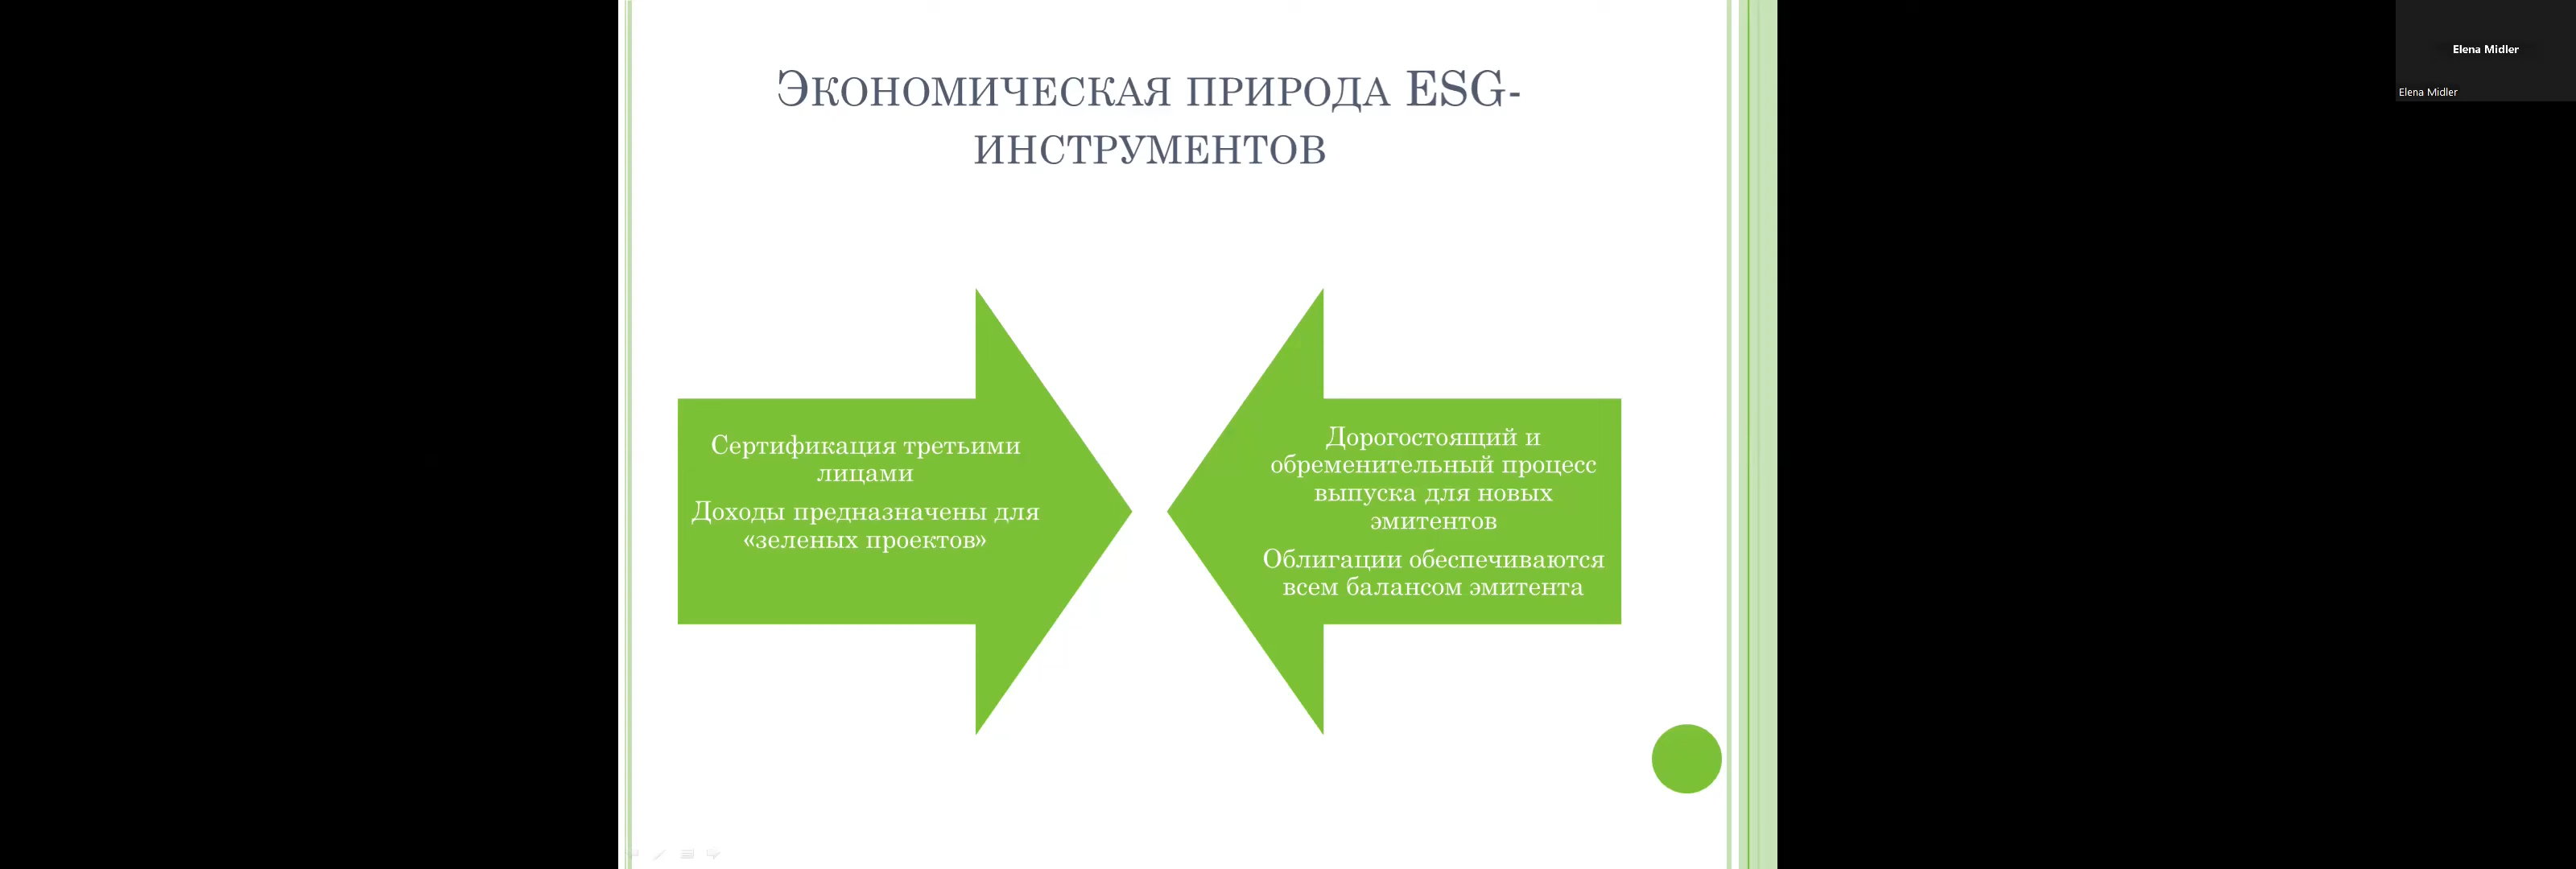 Экономическая природа ESG-
инструментов
Сертификация третьими
лицами
Доходы предназначены для
«зеленых проектов»
Дорогостоящий и
обременительный процесс
выпуска для новых
эмитентов
Облигации обеспечиваются
всем балансом эмитента
Elena Midler
Elena Midler